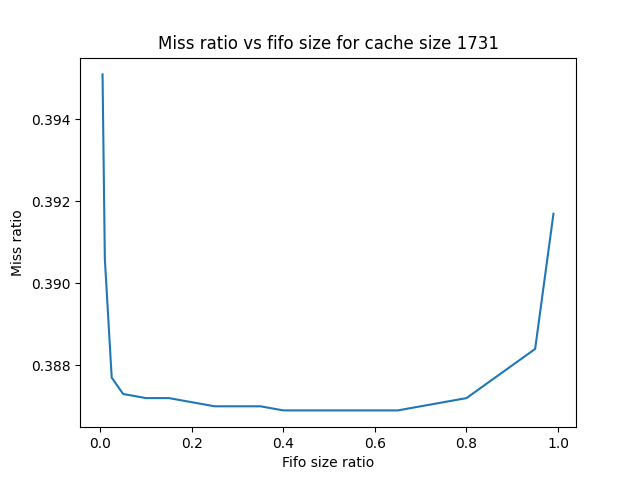 Miss ratio vs fifo size for cache size 1731
0.394
0.392
0.390
0.388
Miss ratio
0.0 0.2 0.4 0.6 0.8 1.0
Fifo size ratio